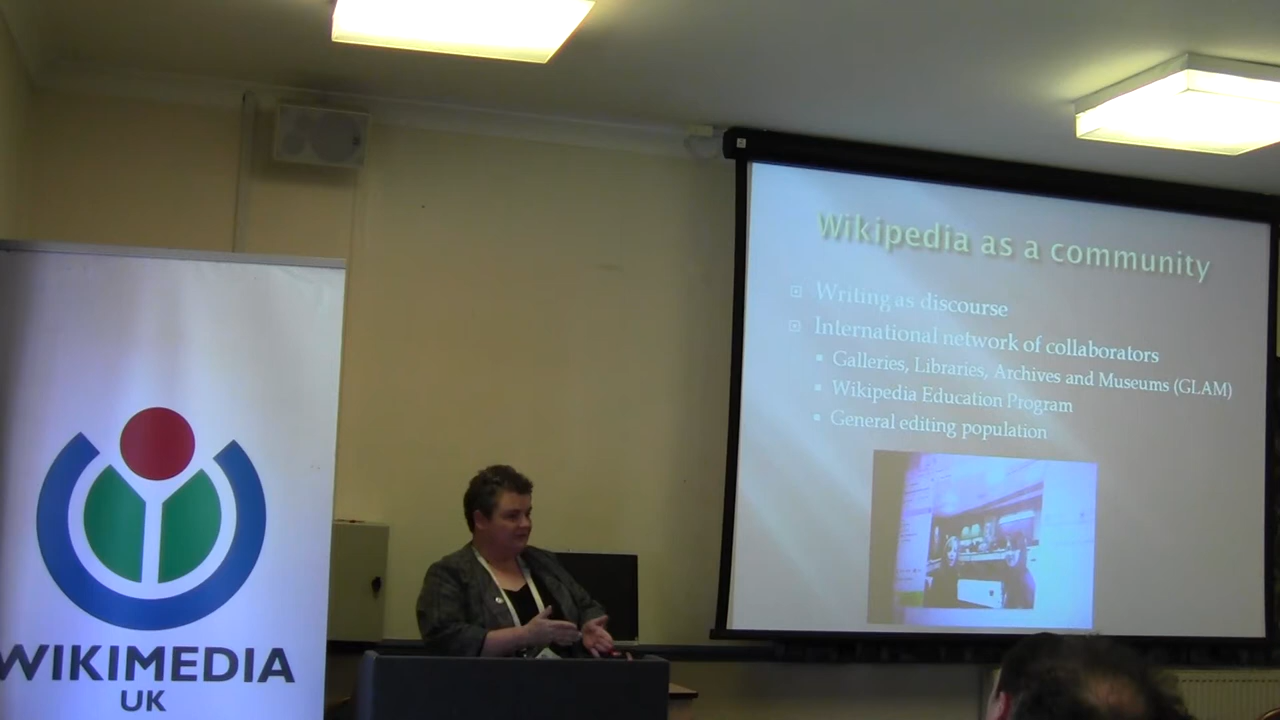 WIKIMEDIA
UK
Wikipedia as a community
Writing as discourse
International network of collaborators
Galleries, Libraries, Archives and Museums (GLAM)
Wikipedia Education Program
General editing population